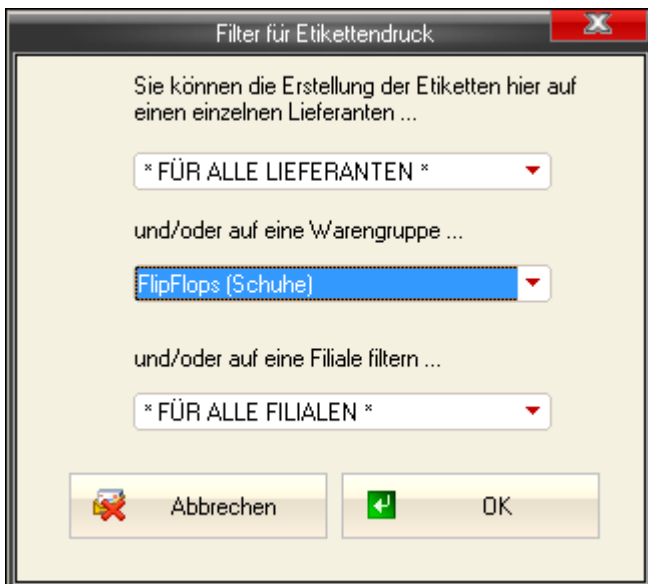 Filter für Etikettendruck
Sie können die Erstellung der Etiketten hier auf
einen einzelnen Lieferanten ...
* FÜR ALLE LIEFERANTEN *
und/oder auf eine Warengruppe ...
FlipFlops (Schuhe)
und/oder auf eine Filiale filtern ...
* FÜR ALLE FILIALEN *
Abbrechen
OK